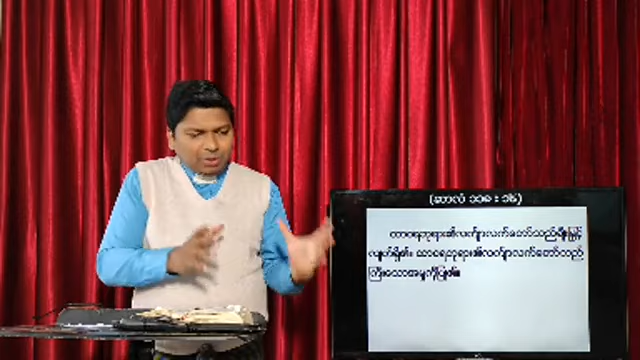 (ဆာလံ ၁၁၈ : ၁၆)
ထာဝရဘုရား၏လက်ျာလက်တော်သည်ချီးမြှင့်
လျက်ရှိ၏။ ထာဝရဘုရား၏လက်ျာလက်တော်သည်
ကြီးသောအမှုကိုပြု၏။